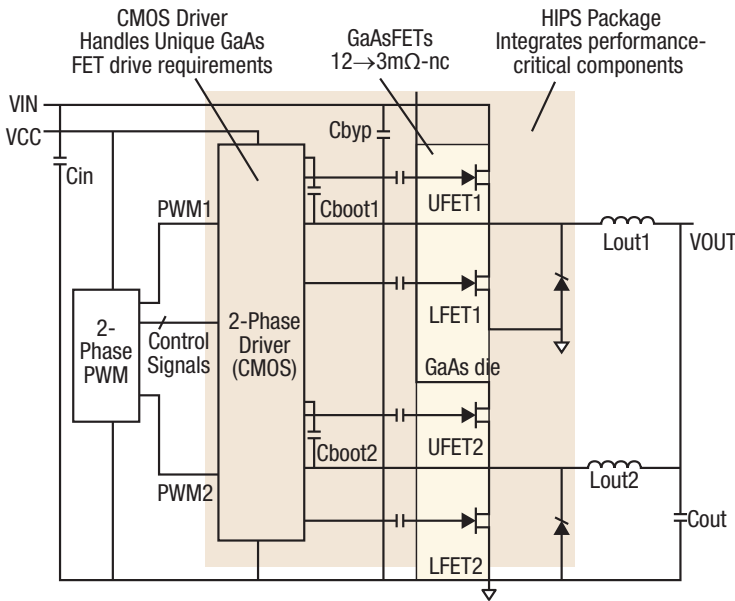 CMOS Driver
Handles Unique GaAs
FET drive requirements
GaAsFETs
12→3mΩ-nc
HIPS Package
Integrates performance-
critical components
VIN
VCC
Cin
Cbyp
PWM1
Cboot1
UFET1
Lout1
VOUT
2-
Phase
PWM
Control
Signals
2-Phase
Driver
(CMOS)
LFET1
GaAs die
UFET2
Cboot2
PWM2
Lout2
Cout
LFET2